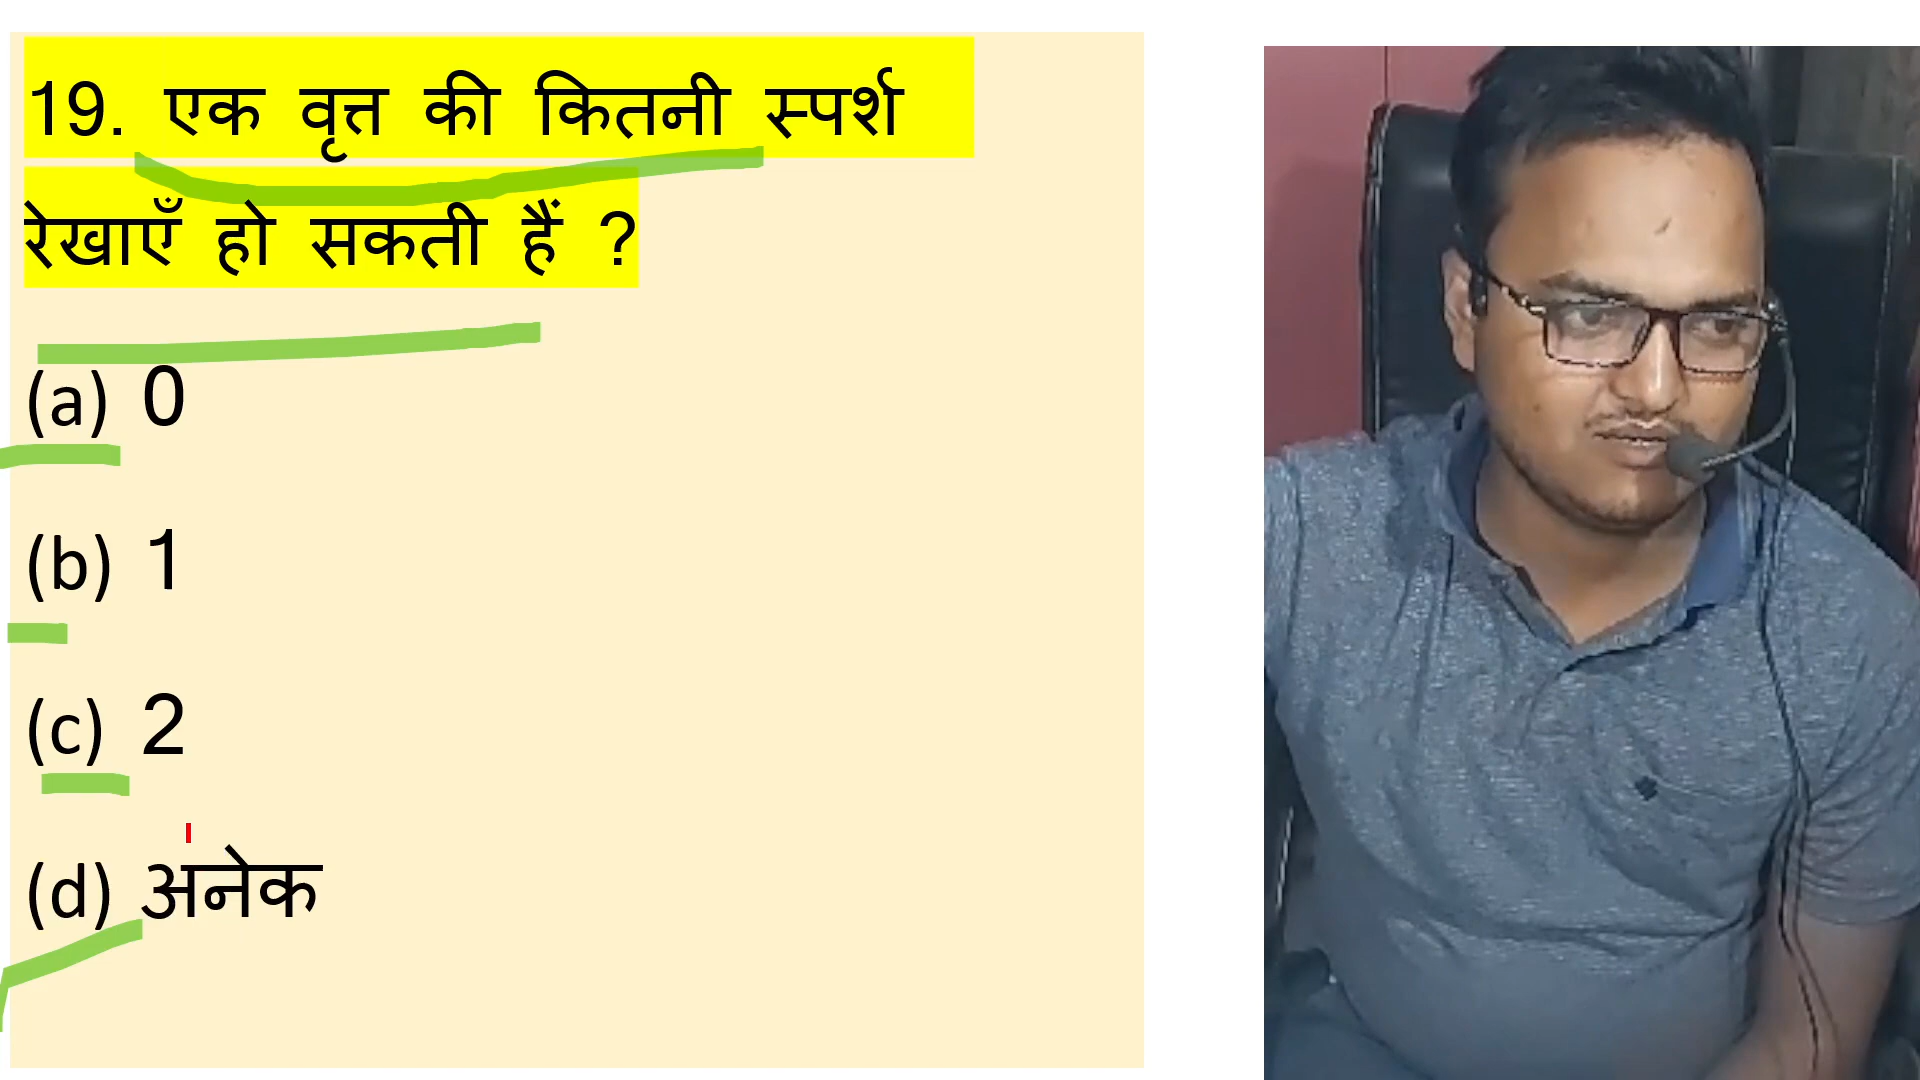 19. एक वृत्त की कितनी स्पर्श
रेखाएँ हो सकती हैं ?
(a) 0
(b) 1
(c) 2
(d) अनेक